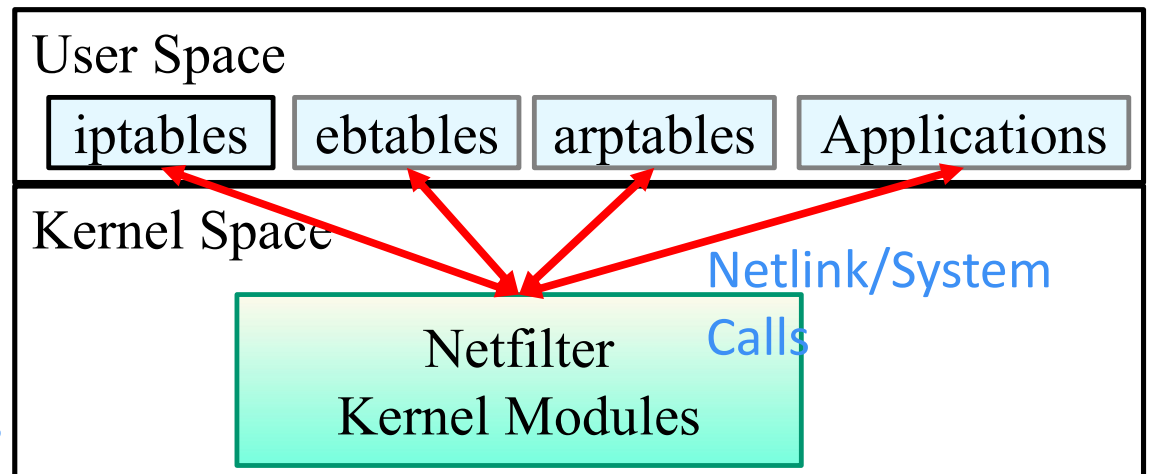 User Space
iptables
ebtables
arptables
Applications
Kernel Space
Netlink/System
Calls
Netfilter
Kernel Modules